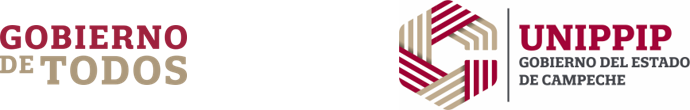 GOBIERNO
DE TODOS
UNIPPIP
GOBIERNO DEL ESTADO
DE CAMPECHE